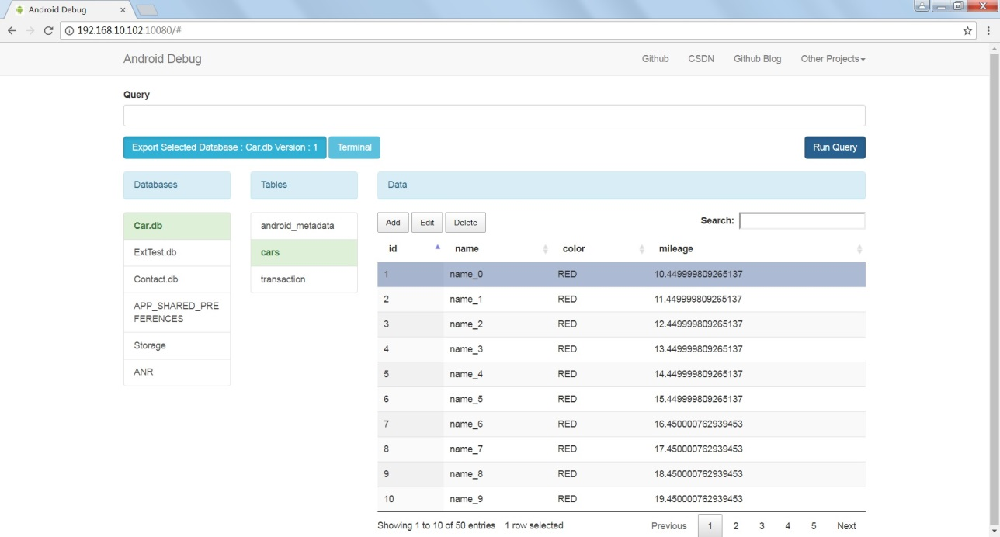 Android Debug
192.168.10.102:10080/#
Android Debug Github CSDN Github Blog Other Projects
Query
Export Selected Database : Car.db Version : 1 Terminal Run Query
Databases Tables Data
Car.db
ExtTest.db
Contact.db
APP_SHARED_PRE
FERENCES
Storage
ANR
android_metadata
cars
transaction
Add Edit Delete Search:
id name color mileage
1 name_0 RED 10.449999809265137
2 name_1 RED 11.449999809265137
3 name_2 RED 12.449999809265137
4 name_3 RED 13.449999809265137
5 name_4 RED 14.449999809265137
6 name_5 RED 15.449999809265137
7 name_6 RED 16.450000762939453
8 name_7 RED 17.450000762939453
9 name_8 RED 18.450000762939453
10 name_9 RED 19.450000762939453
Showing 1 to 10 of 50 entries 1 row selected Previous 1 2 3 4 5 Next